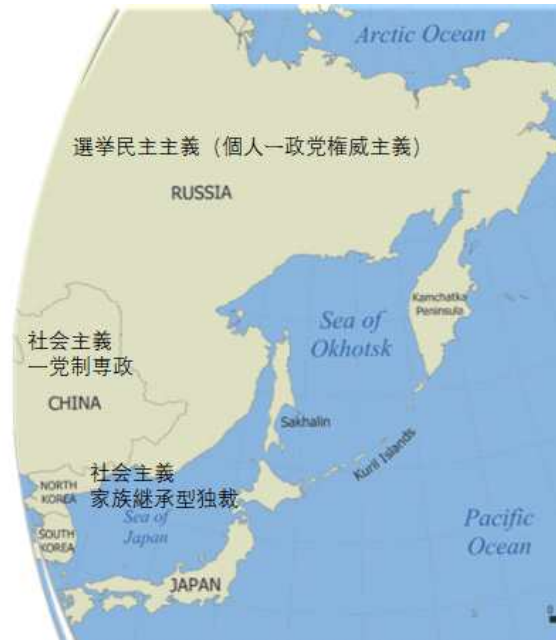 Arctic Ocean
選挙民主主義（個人一政党権威主義）
RUSSIA
Kamchatka
Peninsula
Sea of
Okhotsk
社会主義
一党制専政
CHINA
Sakhalin
Kuril Islands
社会主義
家族継承型独裁
NORTH
KOREA
Sea of
Japan
SOUTH
KOREA
Pacific
Ocean
JAPAN
0